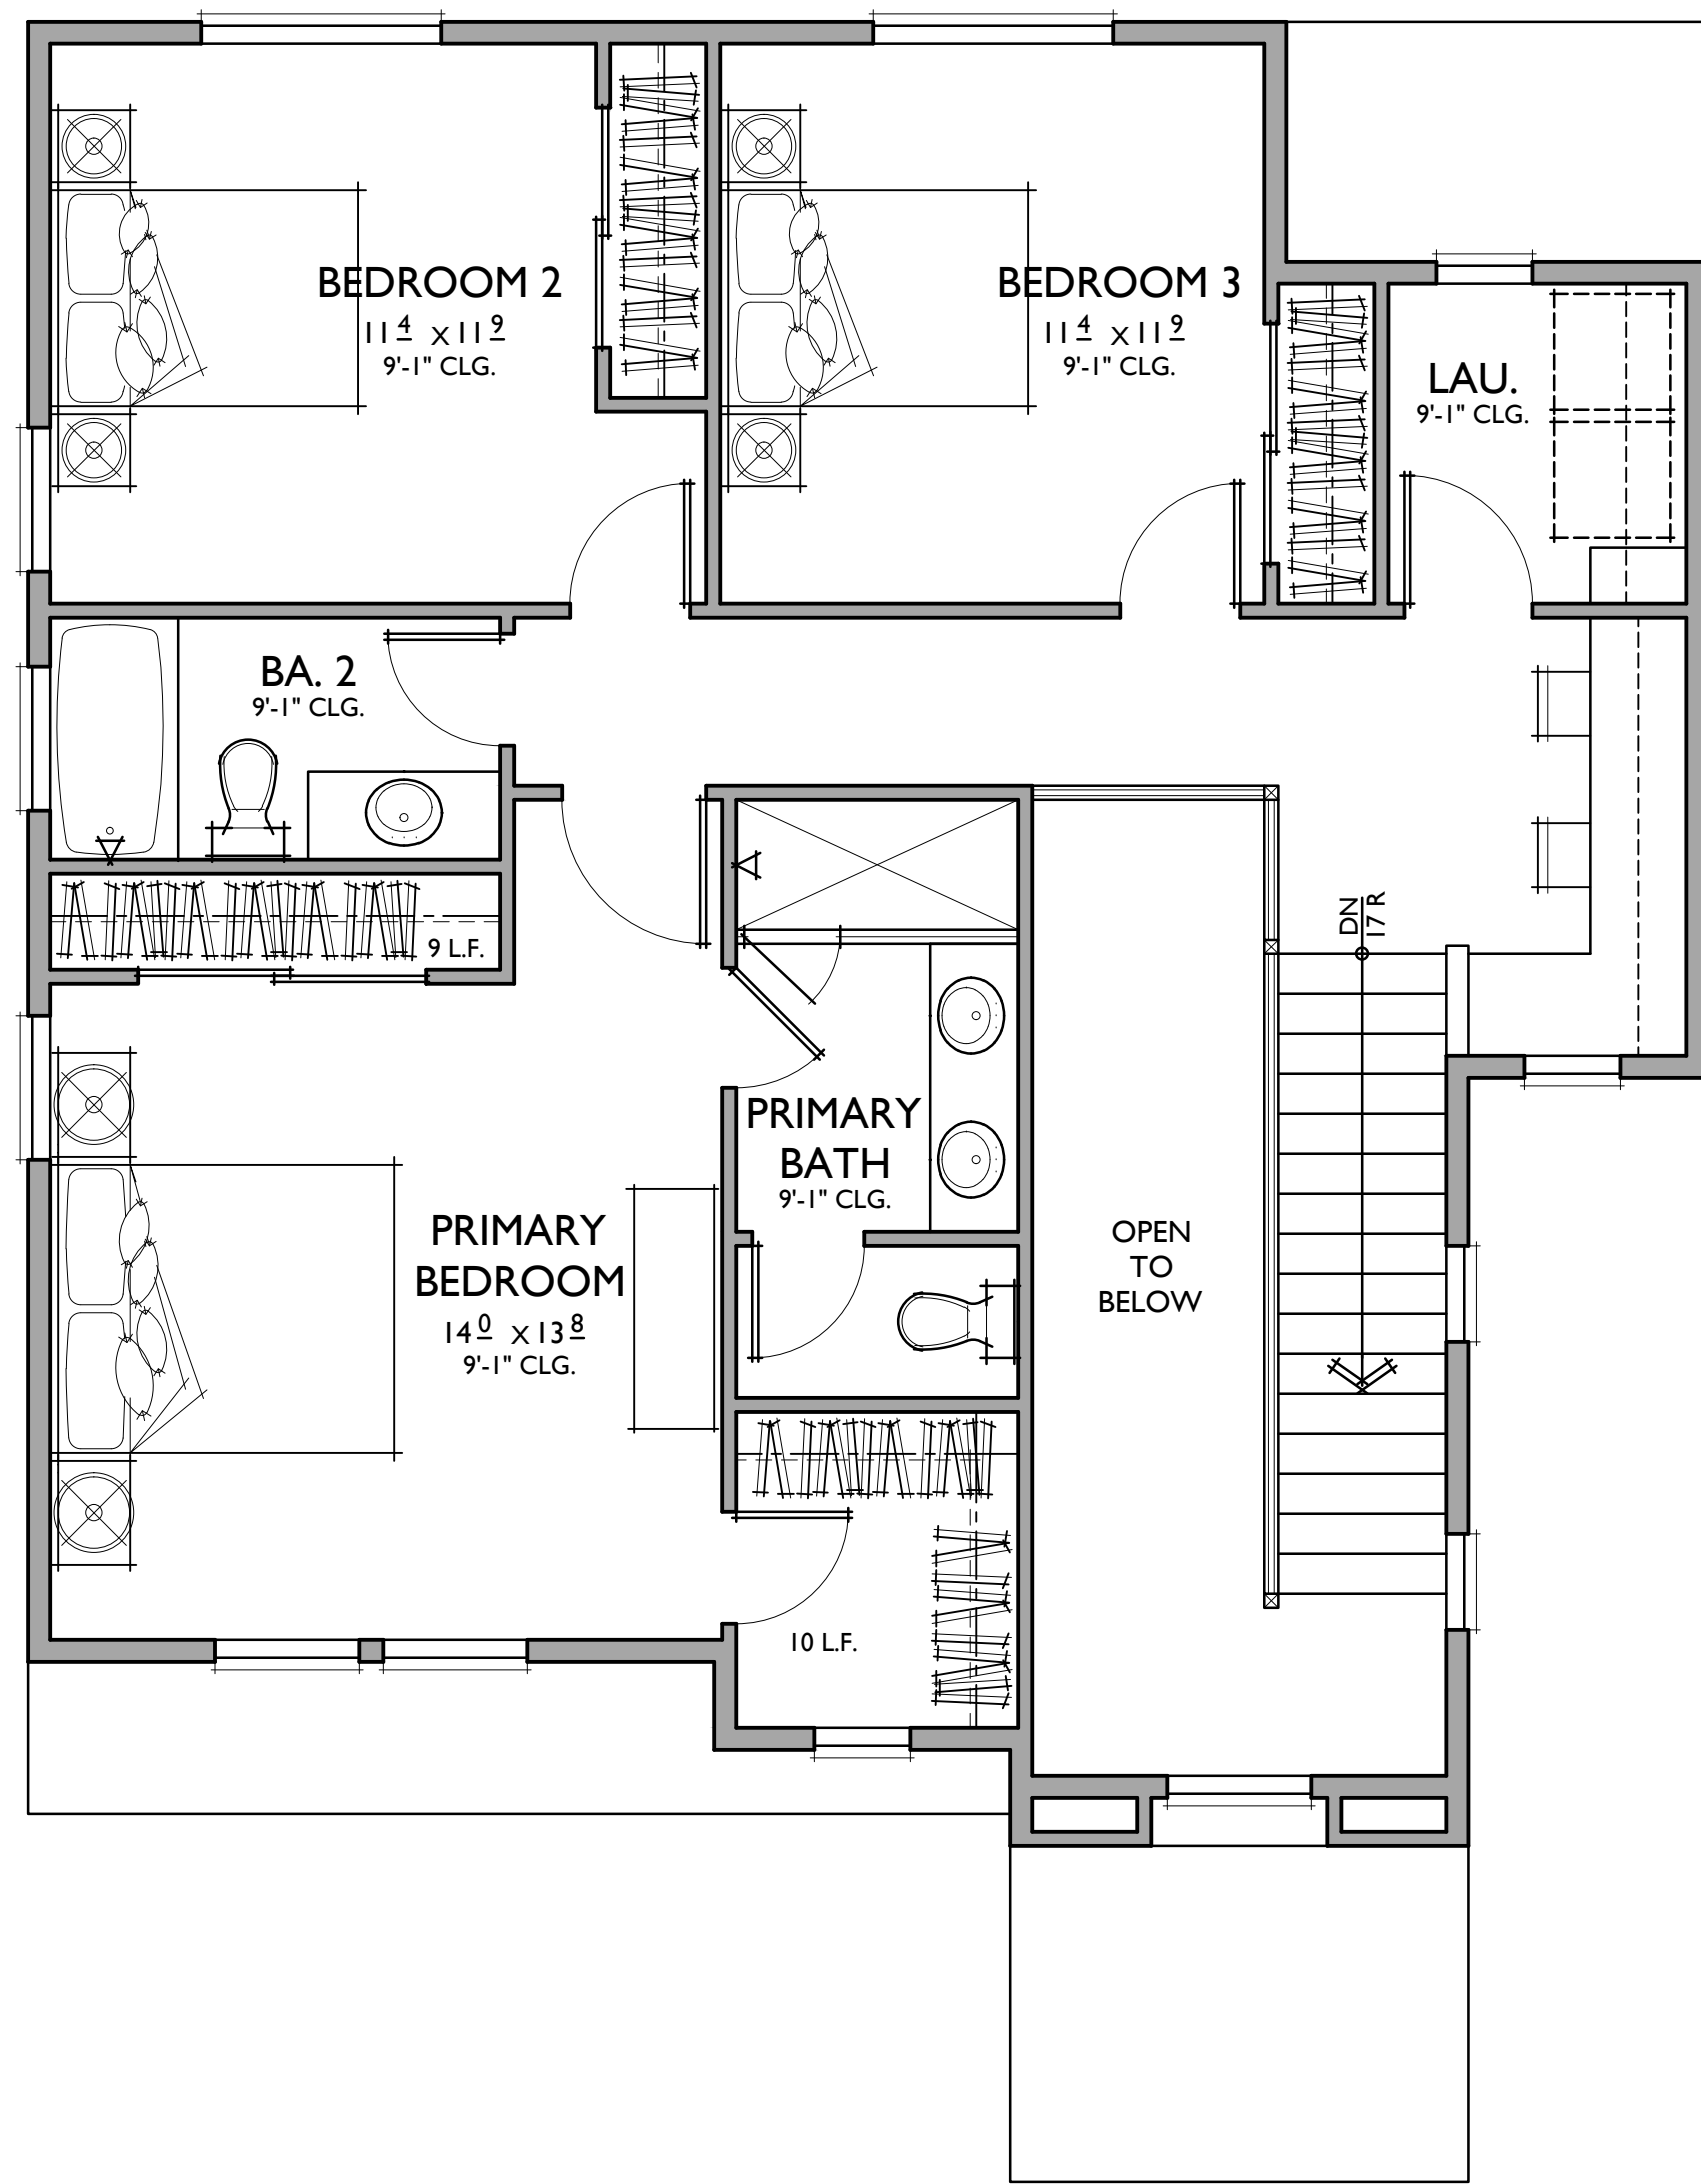 BEDROOM 2
11 4 X 11 9
9'-1" CLG.
BEDROOM 3
11 4 X 11 9
9'-1" CLG.
LAU.
9'-1" CLG.
BA. 2
9'-1" CLG.
9 L.F.
DN
17 R
PRIMARY
BATH
9'-1" CLG.
PRIMARY
BEDROOM
14 0 X 13 8
9'-1" CLG.
OPEN
TO
BELOW
10 L.F.